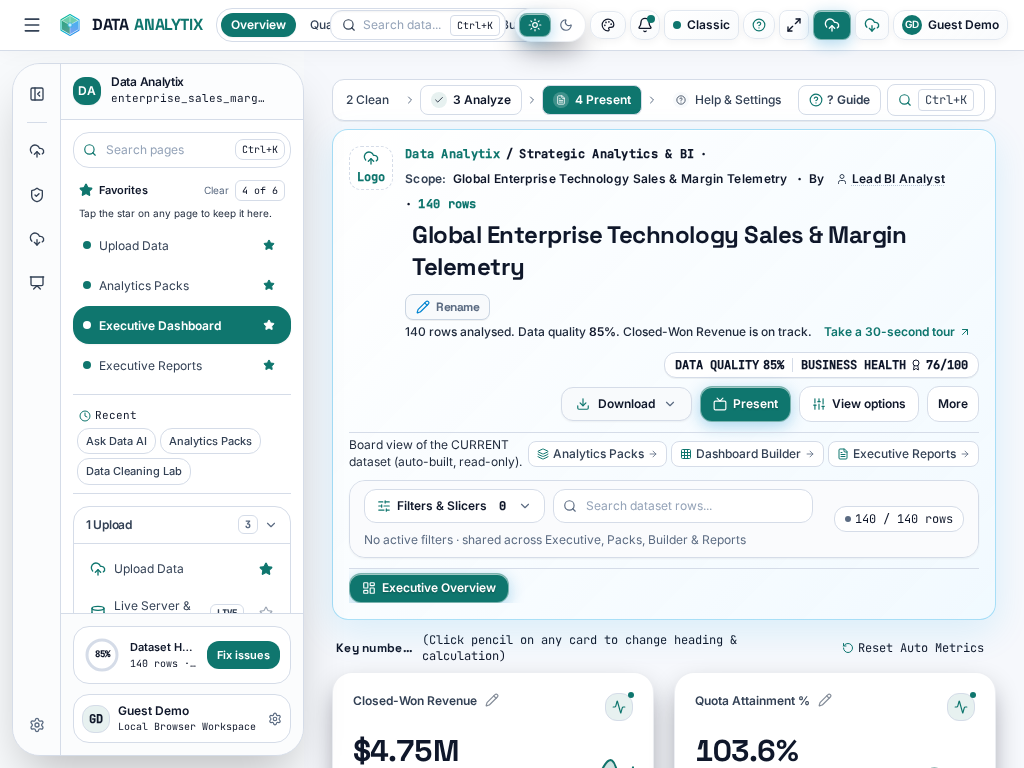 DATA ANALYTIX
Overview
Qua
Search data...
Ctrl+K
Classic
GD
Guest Demo
DA
Data Analytix
enterprise_sales_marg…
Search pages
Ctrl+K
Favorites
Clear
4 of 6
Tap the star on any page to keep it here.
Upload Data
Analytics Packs
Executive Dashboard
Executive Reports
Recent
Ask Data AI
Analytics Packs
Data Cleaning Lab
1 Upload
3
Upload Data
Live Server &
LIVE
85%
Dataset H…
140 rows ·…
Fix issues
GD
Guest Demo
Local Browser Workspace
2 Clean
3 Analyze
4 Present
Help & Settings
? Guide
Ctrl+K
Logo
Data Analytix / Strategic Analytics & BI ·
Scope: Global Enterprise Technology Sales & Margin Telemetry · By Lead BI Analyst
· 140 rows
Global Enterprise Technology Sales & Margin
Telemetry
Rename
140 rows analysed. Data quality 85%. Closed-Won Revenue is on track.
Take a 30-second tour
DATA QUALITY 85%
BUSINESS HEALTH 76/100
Download
Present
View options
More
Board view of the CURRENT
dataset (auto-built, read-only).
Analytics Packs
Dashboard Builder
Executive Reports
Filters & Slicers 0
Search dataset rows...
140 / 140 rows
No active filters · shared across Executive, Packs, Builder & Reports
Executive Overview
Key numbe…
(Click pencil on any card to change heading &
calculation)
Reset Auto Metrics
Closed-Won Revenue
$4.75M
Quota Attainment %
103.6%